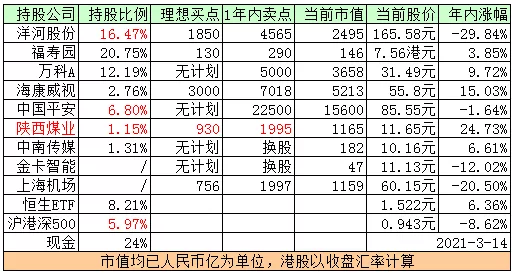 持股公司 持股比例 理想买点 1年内卖点 当前市值 当前股价 年内涨幅
洋河股份 16.47% 1850 4565 2495 165.58元 -29.84%
福寿园 20.75% 130 290 146 7.56港元 3.85%
万科A 12.19% 无计划 5000 3658 31.49元 9.72%
海康威视 2.76% 3000 7018 5213 55.8元 15.03%
中国平安 6.80% 无计划 22500 15600 85.55元 -1.64%
陕西煤业 1.15% 930 1995 1165 11.65元 24.73%
中南传媒 1.31% 无计划 换股 182 10.16元 6.61%
金卡智能 / 无计划 换股 47 11.13元 -12.02%
上海机场 / 756 1997 1159 60.15元 -20.50%
恒生ETF 8.21% 1.522元 6.36%
沪港深500 5.97% 0.943元 -8.62%
现金 24% 2021-3-14
市值均已人民币亿为单位，港股以收盘汇率计算